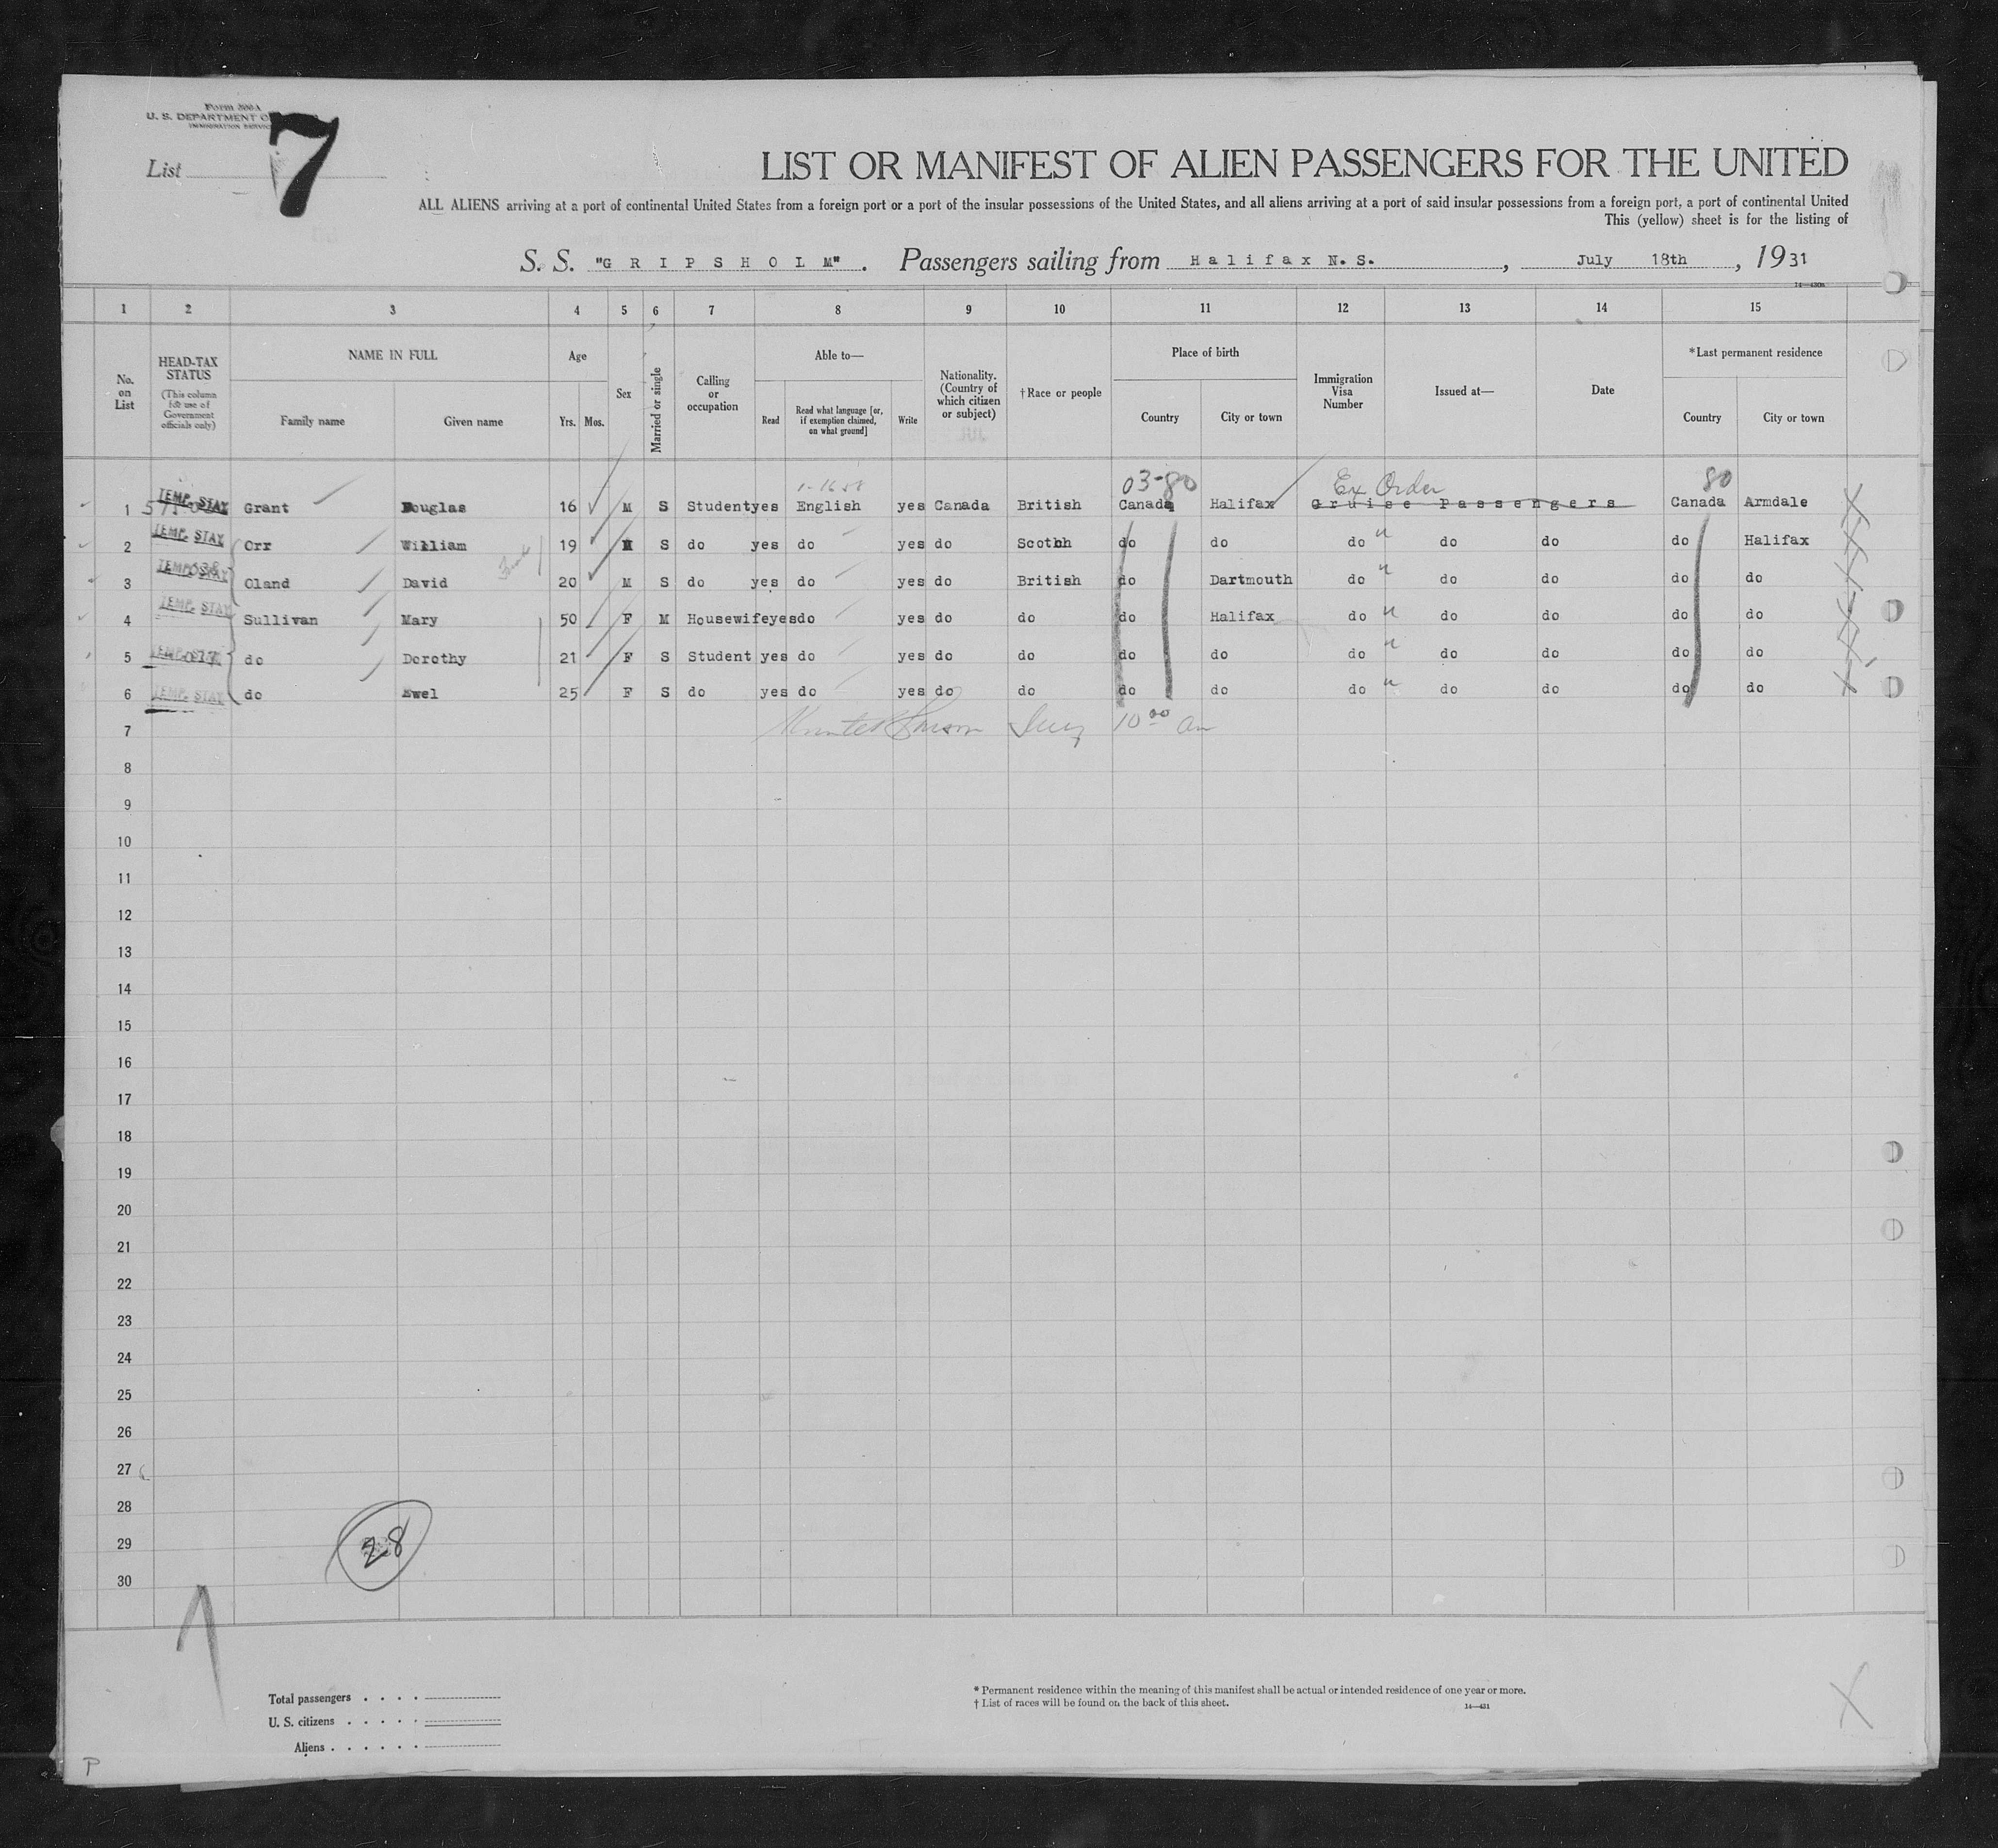 Form 500A
U. S. DEPARTMENT O
IMMIGRATION SERVICE
List 7
LIST OR MANIFEST OF ALIEN PASSENGERS FOR THE UNITED
ALL ALIENS arriving at a port of continental United States from a foreign port or a port of the insular possessions of the United States, and all aliens arriving at a port of said insular possessions from a foreign port, a port of continental United
This (yellow) sheet is for the listing of
S. S. "GRIPSHOLM". Passengers sailing from Halifax N. S., July 18th, 1931
14—430a
1 2 3 4 5 6 7 8 9 10 11 12 13 14 15
No. on List
HEAD-TAX STATUS (This column for use of Government officials only)
NAME IN FULL Family name Given name
Age Yrs. Mos.
Sex
Married or single
Calling or occupation
Able to— Read Read what language [or, if exemption claimed, on what ground] Write
Nationality. (Country of which citizen or subject)
†Race or people
Place of birth Country City or town
Immigration Visa Number
Issued at—
Date
*Last permanent residence Country City or town
03-80 Ex Order 80
1 TEMP. STAY Grant Douglas 16 M S Student yes English yes Canada British Canada Halifax Cruise Passengers Canada Armdale
2 TEMP. STAY Orr William 19 M S do yes do yes do Scotch do do do " do do do Halifax
3 TEMP. STAY Oland David 20 M S do yes do yes do British do Dartmouth do " do do do do
4 TEMP. STAY Sullivan Mary 50 F M Housewife yes do yes do do do Halifax do " do do do do
5 TEMP. STAY do Dorothy 21 F S Student yes do yes do do do do do " do do do do
6 TEMP. STAY do Ewel 25 F S do yes do yes do do do do do " do do do do
7 10 00 am
8
9
10
11
12
13
14
15
16
17
18
19
20
21
22
23
24
25
26
27
28
29
30
28
Total passengers
U. S. citizens
Aliens
* Permanent residence within the meaning of this manifest shall be actual or intended residence of one year or more.
† List of races will be found on the back of this sheet.
14—431
P